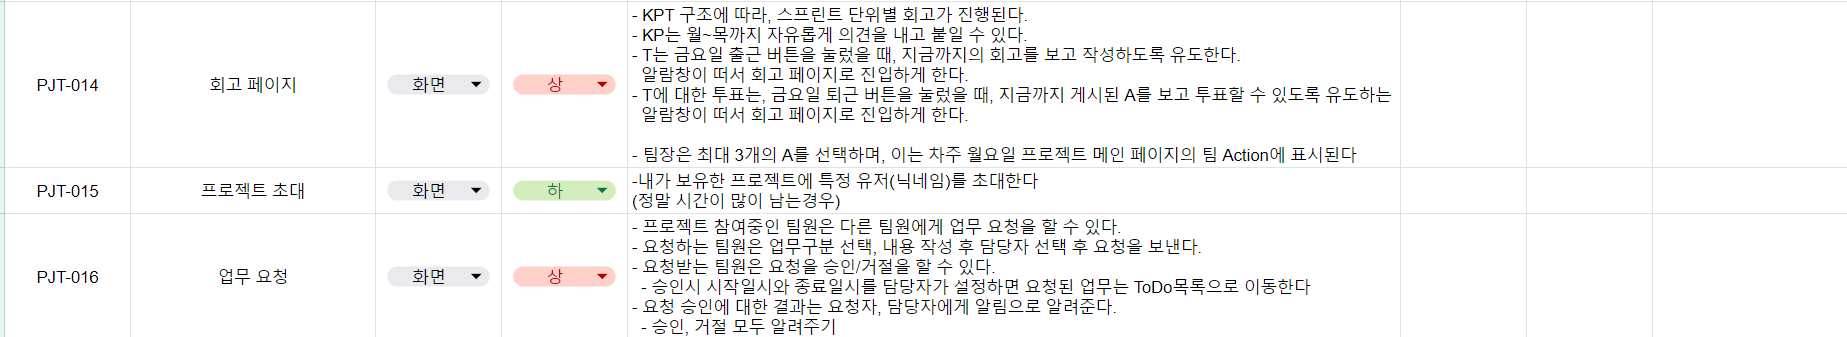 PJT-014
회고 페이지
화면
상
- KPT 구조에 따라, 스프린트 단위별 회고가 진행된다.
- KP는 월~목까지 자유롭게 의견을 내고 붙일 수 있다.
- T는 금요일 출근 버튼을 눌렀을 때, 지금까지의 회고를 보고 작성하도록 유도한다.
알람창이 떠서 회고 페이지로 진입하게 한다.
- T에 대한 투표는, 금요일 퇴근 버튼을 눌렀을 때, 지금까지 게시된 A를 보고 투표할 수 있도록 유도하는
알람창이 떠서 회고 페이지로 진입하게 한다.
- 팀장은 최대 3개의 A를 선택하며, 이는 차주 월요일 프로젝트 메인 페이지의 팀 Action에 표시된다
PJT-015
프로젝트 초대
화면
하
-내가 보유한 프로젝트에 특정 유저(닉네임)를 초대한다
(정말 시간이 많이 남는경우)
PJT-016
업무 요청
화면
상
- 프로젝트 참여중인 팀원은 다른 팀원에게 업무 요청을 할 수 있다.
- 요청하는 팀원은 업무구분 선택, 내용 작성 후 담당자 선택 후 요청을 보낸다.
- 요청받는 팀원은 요청을 승인/거절을 할 수 있다.
- 승인시 시작일시와 종료일시를 담당자가 설정하면 요청된 업무는 ToDo목록으로 이동한다
- 요청 승인에 대한 결과는 요청자, 담당자에게 알림으로 알려준다.
- 승인, 거절 모두 알려주기